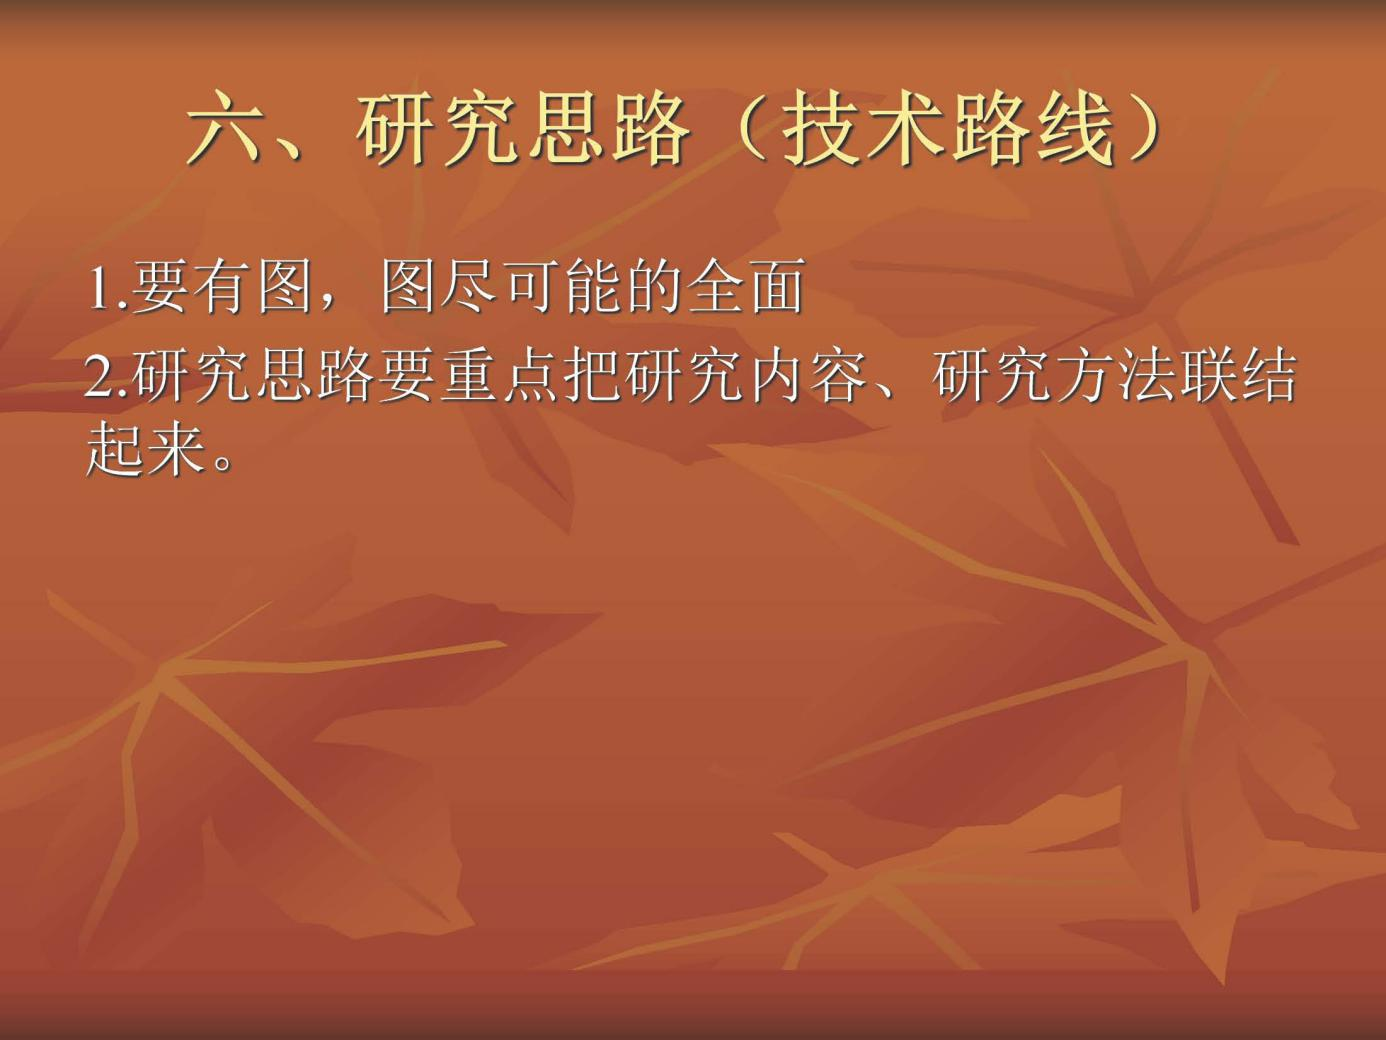 六、研究思路（技术路线）
1.要有图，图尽可能的全面
2.研究思路要重点把研究内容、研究方法联结
起来。